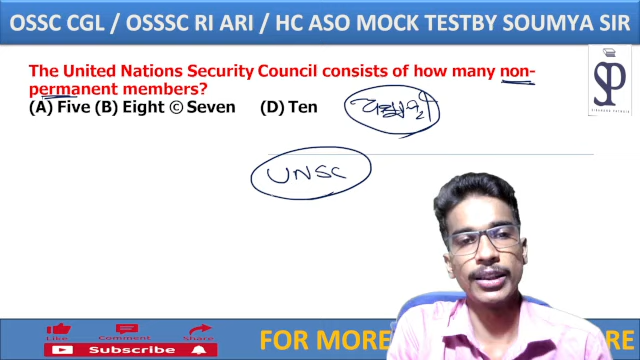 OSSC CGL / OSSSC RI ARI / HC ASO MOCK TESTBY SOUMYA SIR
The United Nations Security Council consists of how many non-
permanent members?
(A) Five (B) Eight © Seven (D) Ten
UNSC
Like Comment Share
Subscribe
FOR MORE RE